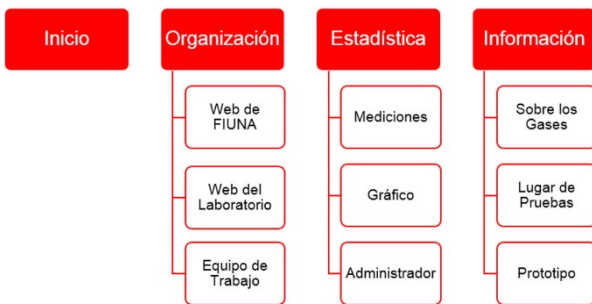 Inicio
Organización
Web de
FIUNA
Web del
Laboratorio
Equipo de
Trabajo
Estadística
Mediciones
Gráfico
Administrador
Información
Sobre los
Gases
Lugar de
Pruebas
Prototipo